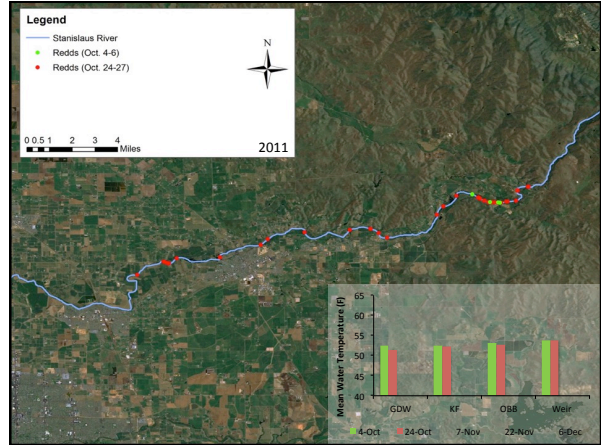 Legend
Stanislaus River
Redds (Oct. 4-6)
Redds (Oct. 24-27)
N
0 0.5 1 2 3 4
Miles
2011
Mean Water Temperature (F)
65
60
55
50
45
40
GDW KF OBB Weir
4-Oct 24-Oct 7-Nov 22-Nov 6-Dec